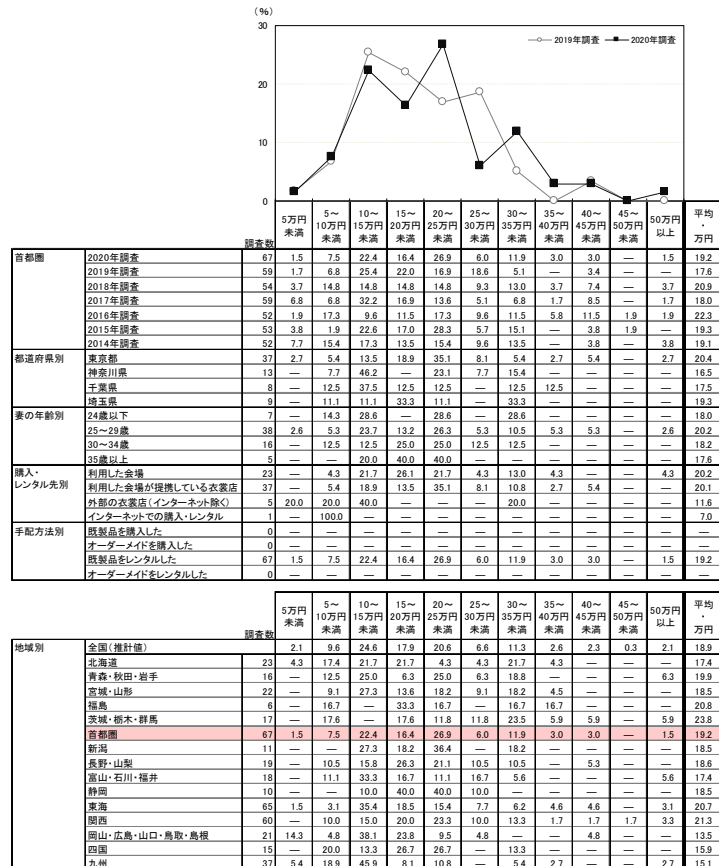 (%)
30
20
10
0
2019年調査 2020年調査
調査数 5万円未満 5～10万円未満 10～15万円未満 15～20万円未満 20～25万円未満 25～30万円未満 30～35万円未満 35～40万円未満 40～45万円未満 45～50万円未満 50万円以上 平均・万円
首都圏 2020年調査 67 1.5 7.5 22.4 16.4 26.9 6.0 11.9 3.0 3.0 — 1.5 19.2
2019年調査 59 1.7 6.8 25.4 22.0 16.9 18.6 5.1 — 3.4 — — 17.6
2018年調査 54 3.7 14.8 14.8 14.8 14.8 9.3 13.0 3.7 7.4 — 3.7 20.9
2017年調査 59 6.8 6.8 32.2 16.9 13.6 5.1 6.8 1.7 8.5 — 1.7 18.0
2016年調査 52 1.9 17.3 9.6 11.5 17.3 9.6 11.5 5.8 11.5 1.9 1.9 22.3
2015年調査 53 3.8 1.9 22.6 17.0 28.3 5.7 15.1 — 3.8 1.9 — 19.3
2014年調査 52 7.7 15.4 17.3 13.5 15.4 9.6 13.5 — 3.8 — 3.8 19.1
都道府県別 東京都 37 2.7 5.4 13.5 18.9 35.1 8.1 5.4 2.7 5.4 — 2.7 20.4
神奈川県 13 — 7.7 46.2 — 23.1 7.7 15.4 — — — — 16.5
千葉県 8 — 12.5 37.5 12.5 12.5 — 12.5 12.5 — — — 17.5
埼玉県 9 — 11.1 11.1 33.3 11.1 — 33.3 — — — — 19.3
妻の年齢別 24歳以下 7 — 14.3 28.6 — 28.6 — 28.6 — — — — 18.0
25～29歳 38 2.6 5.3 23.7 13.2 26.3 5.3 10.5 5.3 5.3 — 2.6 20.2
30～34歳 16 — 12.5 12.5 25.0 25.0 12.5 12.5 — — — — 18.2
35歳以上 5 — — 20.0 40.0 40.0 — — — — — — 17.6
購入・レンタル先別 利用した会場 23 — 4.3 21.7 26.1 21.7 4.3 13.0 4.3 — — 4.3 20.2
利用した会場が提携している衣裳店 37 — 5.4 18.9 13.5 35.1 8.1 10.8 2.7 5.4 — — 20.1
外部の衣裳店(インターネット除く) 5 20.0 20.0 40.0 — — — 20.0 — — — — 11.6
インターネットでの購入・レンタル 1 — 100.0 — — — — — — — — — 7.0
手配方法別 既製品を購入した 0 — — — — — — — — — — — —
オーダーメイドを購入した 0 — — — — — — — — — — — —
既製品をレンタルした 67 1.5 7.5 22.4 16.4 26.9 6.0 11.9 3.0 3.0 — 1.5 19.2
オーダーメイドをレンタルした 0 — — — — — — — — — — — —
調査数 5万円未満 5～10万円未満 10～15万円未満 15～20万円未満 20～25万円未満 25～30万円未満 30～35万円未満 35～40万円未満 40～45万円未満 45～50万円未満 50万円以上 平均・万円
地域別 全国(推計値) 2.1 9.6 24.6 17.9 20.6 6.6 11.3 2.6 2.3 0.3 2.1 18.9
北海道 23 4.3 17.4 21.7 21.7 4.3 4.3 21.7 4.3 — — — 17.4
青森・秋田・岩手 16 — 12.5 25.0 6.3 25.0 6.3 18.8 — — — 6.3 19.9
宮城・山形 22 — 9.1 27.3 13.6 18.2 9.1 18.2 4.5 — — — 18.5
福島 6 — 16.7 — 33.3 16.7 — 16.7 16.7 — — — 20.8
茨城・栃木・群馬 17 — 17.6 — 17.6 11.8 11.8 23.5 5.9 5.9 — 5.9 23.8
首都圏 67 1.5 7.5 22.4 16.4 26.9 6.0 11.9 3.0 3.0 — 1.5 19.2
新潟 11 — — 27.3 18.2 36.4 — 18.2 — — — — 18.5
長野・山梨 19 — 10.5 15.8 26.3 21.1 10.5 10.5 — 5.3 — — 18.6
富山・石川・福井 18 — 11.1 33.3 16.7 11.1 16.7 5.6 — — — 5.6 17.4
静岡 10 — — 10.0 40.0 40.0 10.0 — — — — — 18.5
東海 65 1.5 3.1 35.4 18.5 15.4 7.7 6.2 4.6 4.6 — 3.1 20.7
関西 60 — 10.0 15.0 20.0 23.3 10.0 13.3 1.7 1.7 1.7 3.3 21.3
岡山・広島・山口・鳥取・島根 21 14.3 4.8 38.1 23.8 9.5 4.8 — — 4.8 — — 13.5
四国 15 — 20.0 13.3 26.7 26.7 — 13.3 — — — — 15.9
九州 37 5.4 18.9 45.9 8.1 10.8 — 5.4 2.7 — — 2.7 15.1